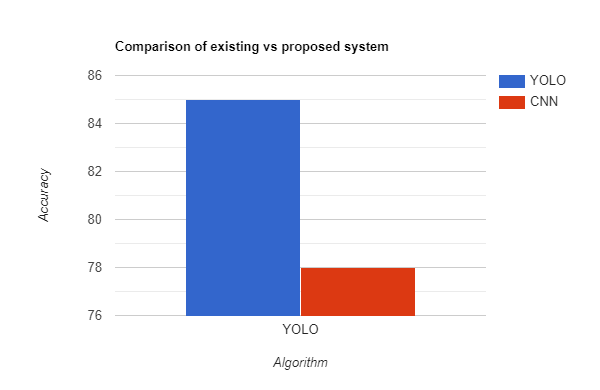 Comparison of existing vs proposed system
86
84
82
80
78
76
Accuracy
YOLO
Algorithm
YOLO
CNN